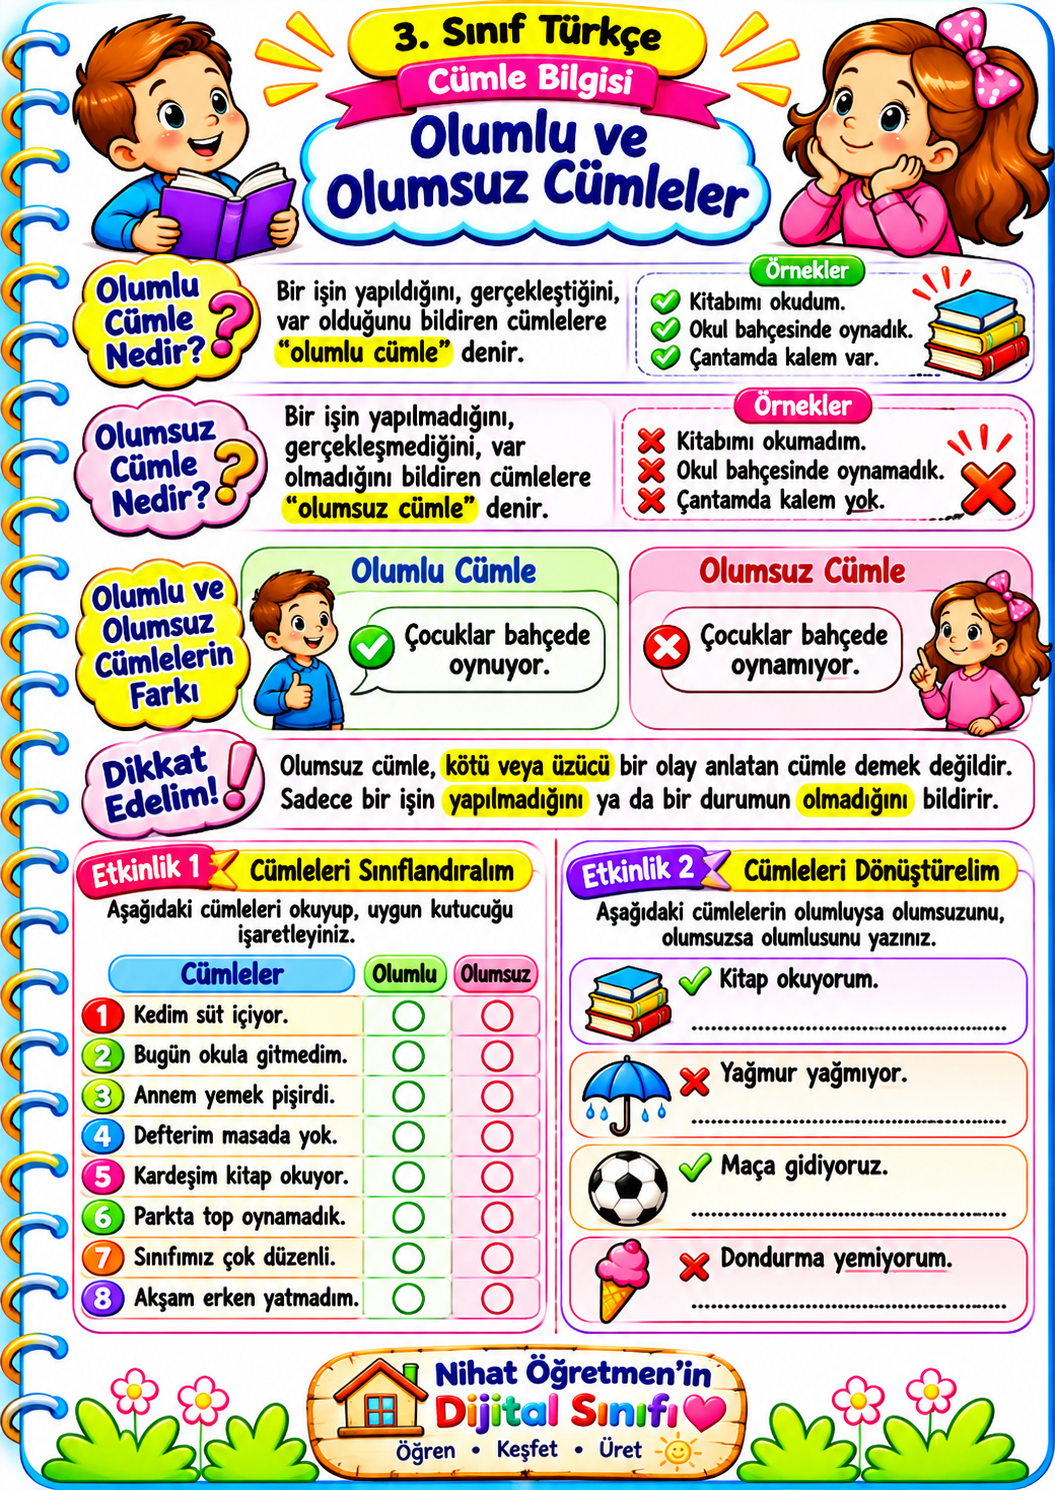 3. Sınıf Türkçe
Cümle Bilgisi
Olumlu ve
Olumsuz Cümleler
Olumlu
Cümle
Nedir?
Bir işin yapıldığını, gerçekleştiğini,
var olduğunu bildiren cümlelere
“olumlu cümle” denir.
Örnekler
Kitabımı okudum.
Okul bahçesinde oynadık.
Çantamda kalem var.
Olumsuz
Cümle
Nedir?
Bir işin yapılmadığını,
gerçekleşmediğini, var
olmadığını bildiren cümlelere
“olumsuz cümle” denir.
Örnekler
Kitabımı okumadım.
Okul bahçesinde oynamadık.
Çantamda kalem yok.
Olumlu ve
Olumsuz
Cümlelerin
Farkı
Olumlu Cümle
Çocuklar bahçede
oynuyor.
Olumsuz Cümle
Çocuklar bahçede
oynamıyor.
Dikkat
Edelim!
Olumsuz cümle, kötü veya üzücü bir olay anlatan cümle demek değildir.
Sadece bir işin yapılmadığını ya da bir durumun olmadığını bildirir.
Etkinlik 1
Cümleleri Sınıflandıralım
Aşağıdaki cümleleri okuyup, uygun kutucuğu
işaretleyiniz.
Cümleler Olumlu Olumsuz
1 Kedim süt içiyor.
2 Bugün okula gitmedim.
3 Annem yemek pişirdi.
4 Defterim masada yok.
5 Kardeşim kitap okuyor.
6 Parkta top oynamadık.
7 Sınıfımız çok düzenli.
8 Akşam erken yatmadım.
Etkinlik 2
Cümleleri Dönüştürelim
Aşağıdaki cümlelerin olumluysa olumsuzunu,
olumsuzsa olumlusunu yazınız.
Kitap okuyorum.
Yağmur yağmıyor.
Maça gidiyoruz.
Dondurma yemiyorum.
Nihat Öğretmen’in
Dijital Sınıfı
Öğren • Keşfet • Üret